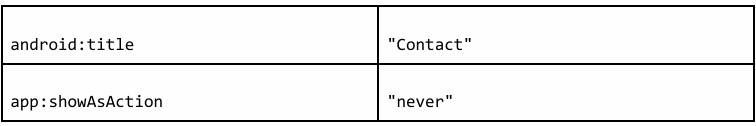 android:title "Contact"
app:showAsAction "never"